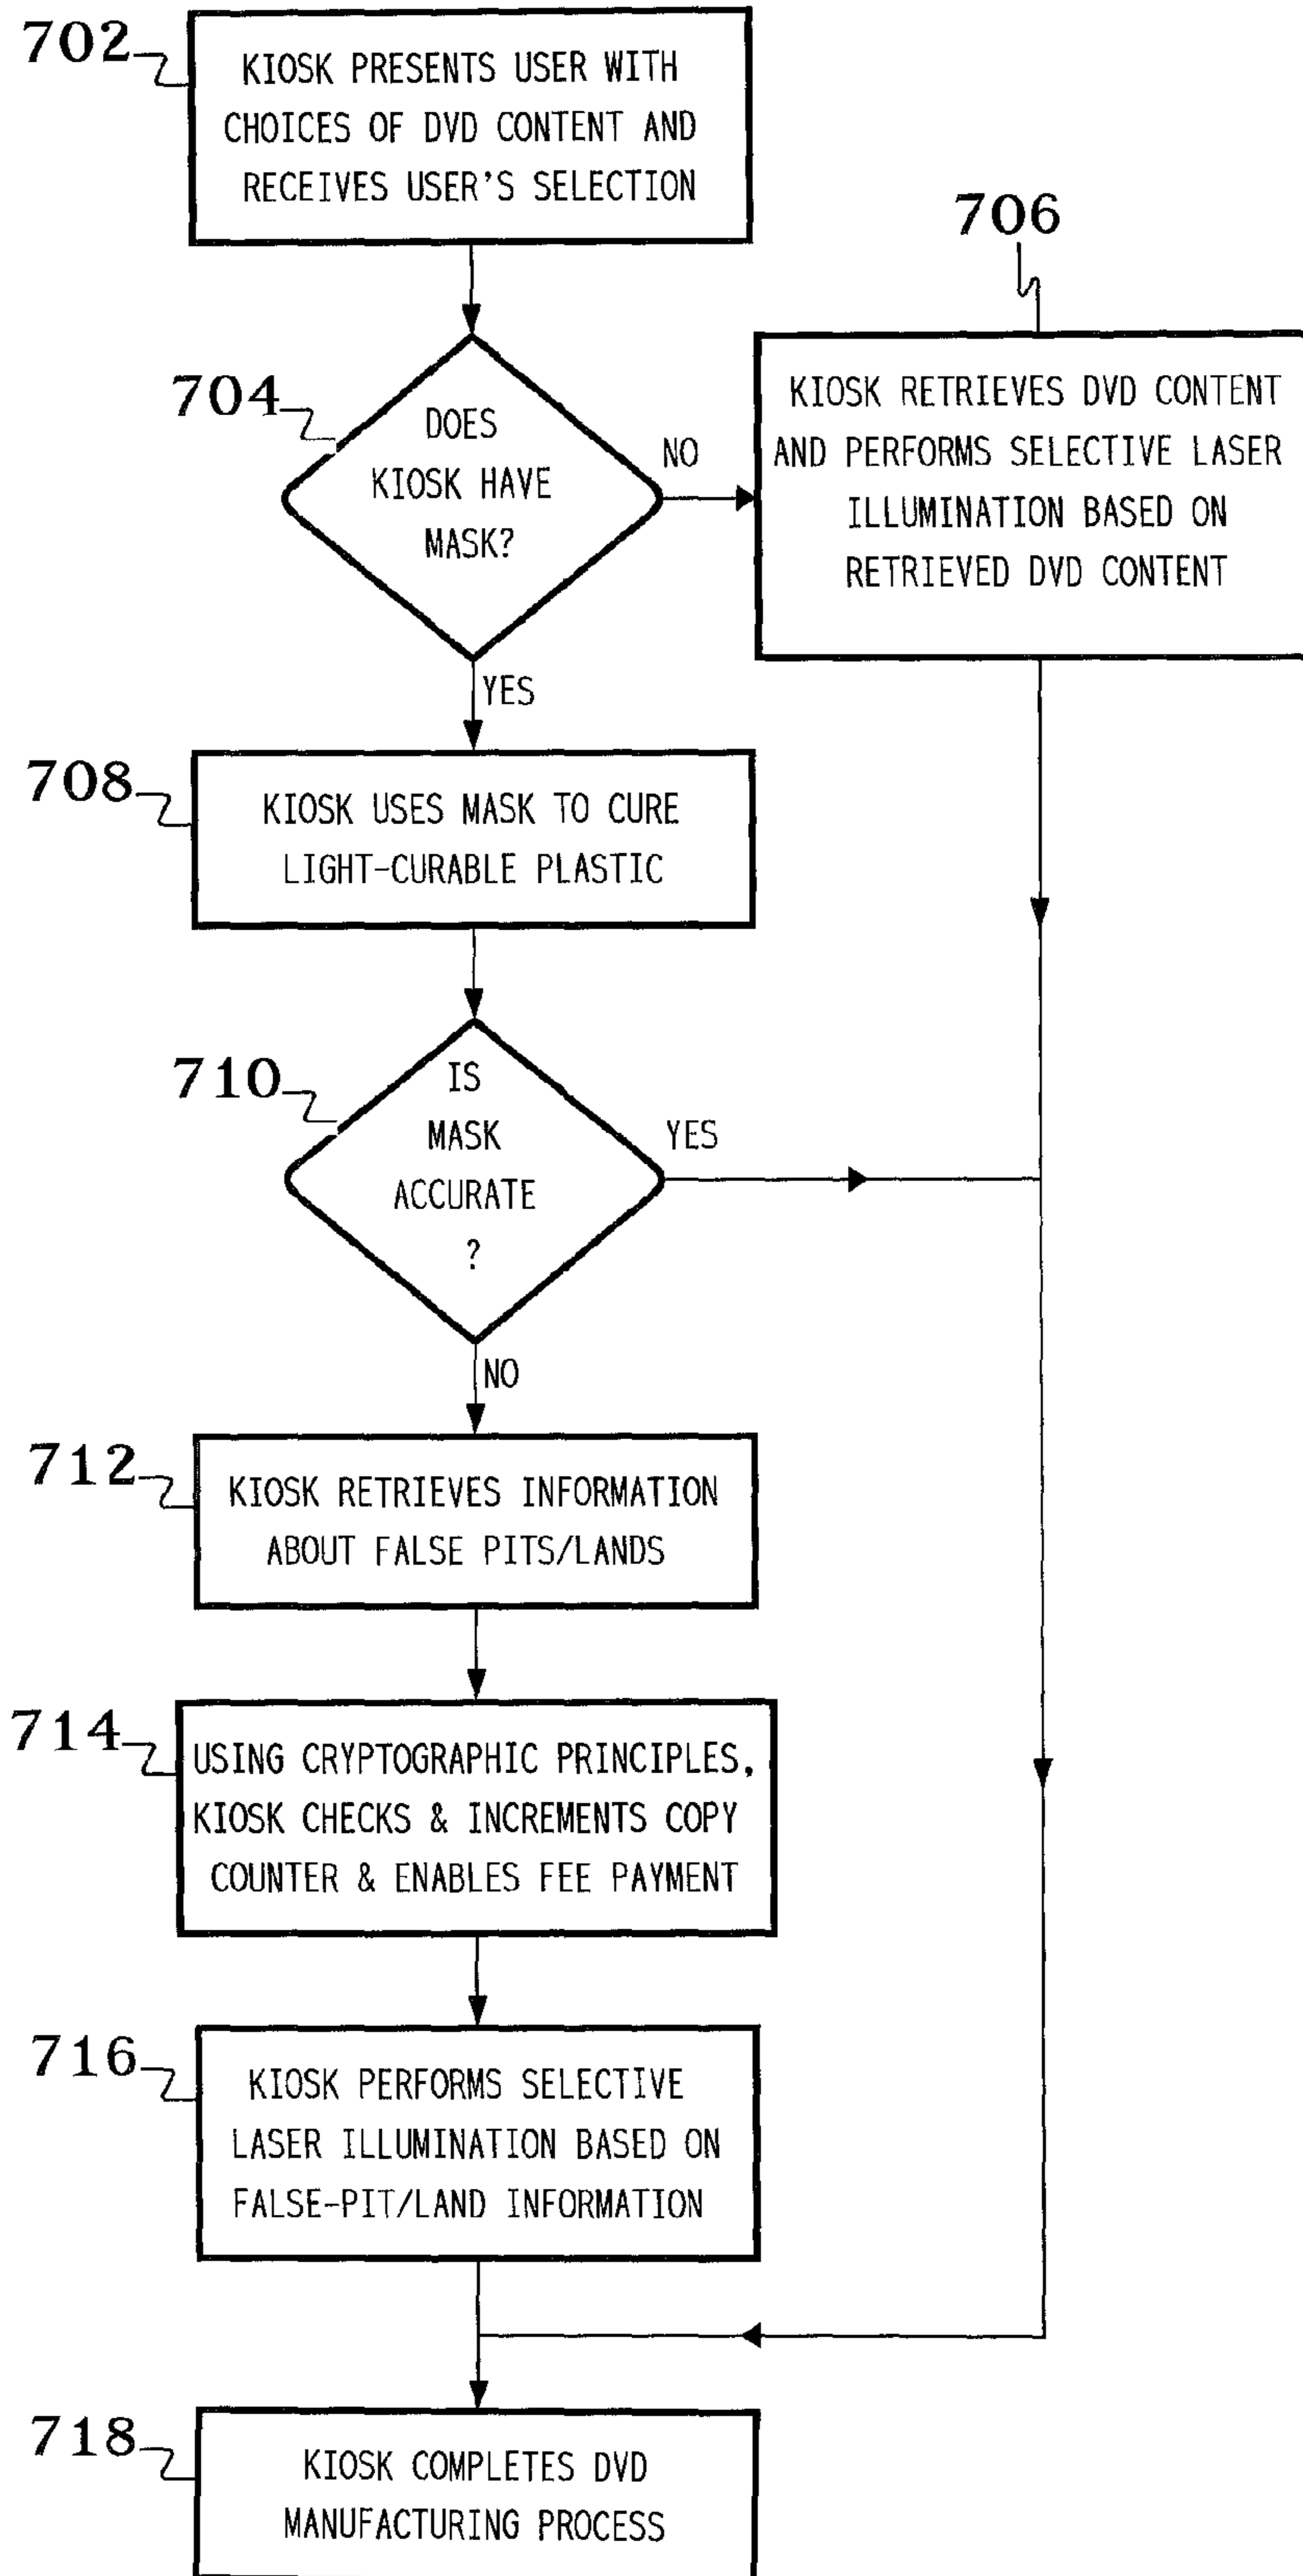 702
KIOSK PRESENTS USER WITH
CHOICES OF DVD CONTENT AND
RECEIVES USER'S SELECTION
706
704
DOES
KIOSK HAVE
MASK?
NO
KIOSK RETRIEVES DVD CONTENT
AND PERFORMS SELECTIVE LASER
ILLUMINATION BASED ON
RETRIEVED DVD CONTENT
YES
708
KIOSK USES MASK TO CURE
LIGHT-CURABLE PLASTIC
710
IS
MASK
ACCURATE
?
YES
NO
712
KIOSK RETRIEVES INFORMATION
ABOUT FALSE PITS/LANDS
714
USING CRYPTOGRAPHIC PRINCIPLES,
KIOSK CHECKS & INCREMENTS COPY
COUNTER & ENABLES FEE PAYMENT
716
KIOSK PERFORMS SELECTIVE
LASER ILLUMINATION BASED ON
FALSE-PIT/LAND INFORMATION
718
KIOSK COMPLETES DVD
MANUFACTURING PROCESS